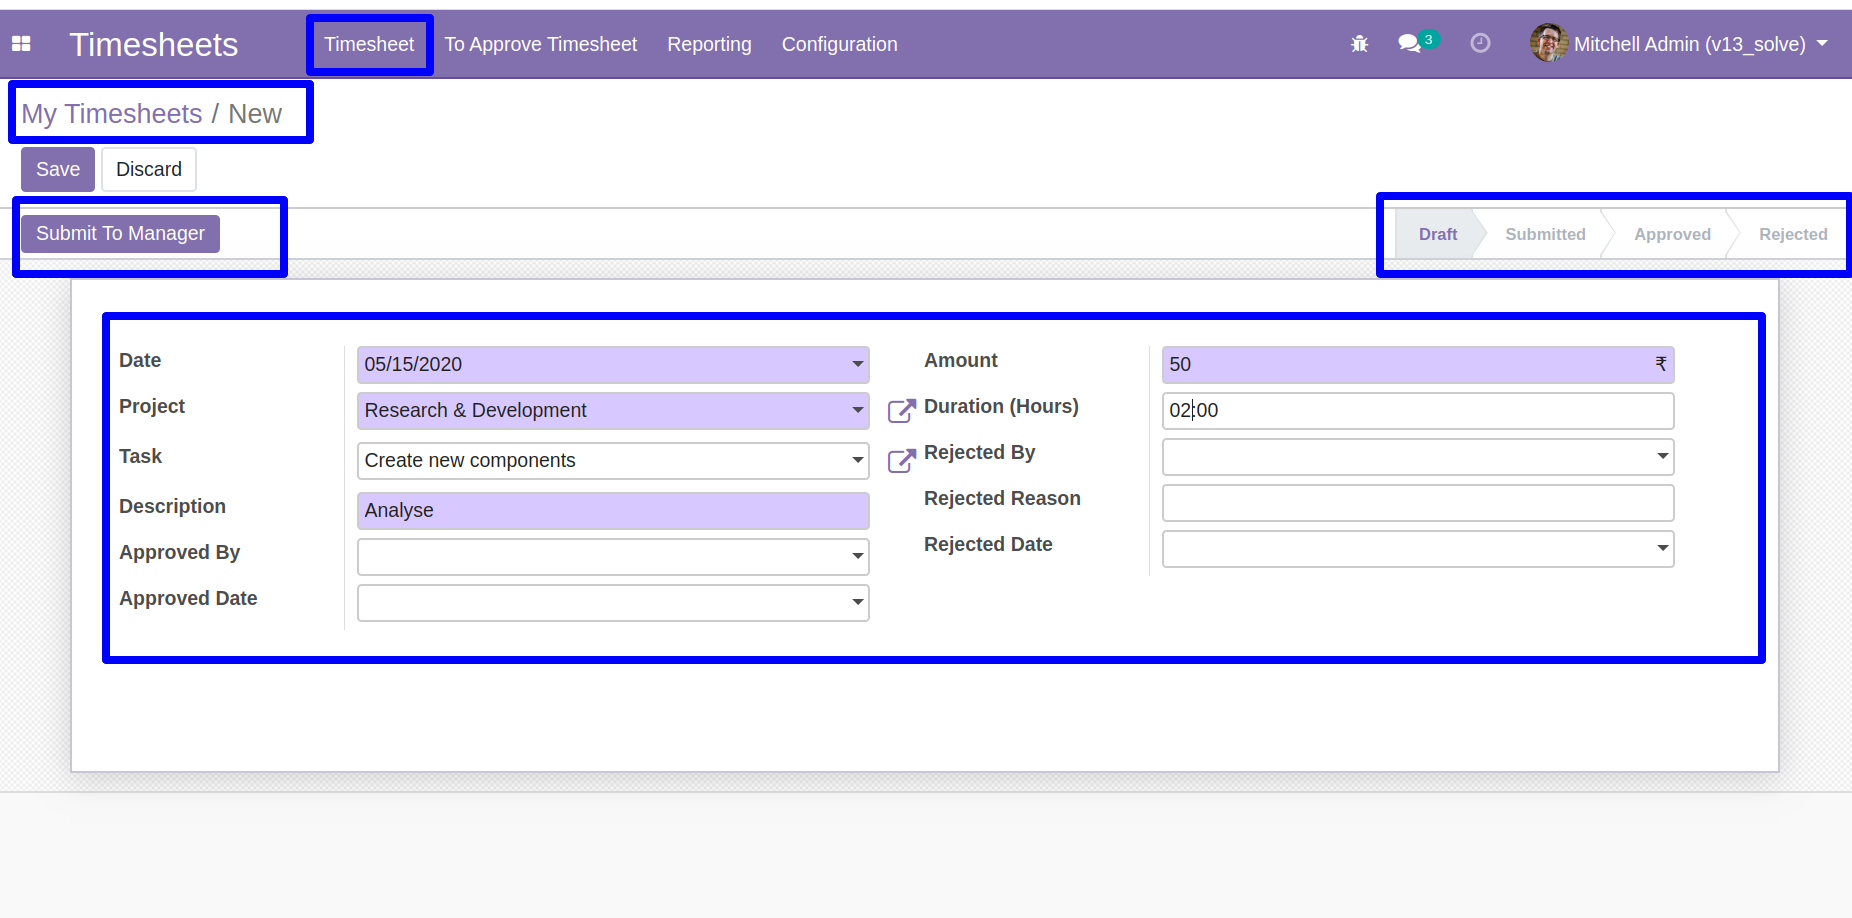 Timesheets Timesheet To Approve Timesheet Reporting Configuration 3 Mitchell Admin (v13_solve)
My Timesheets / New
Save Discard
Submit To Manager Draft Submitted Approved Rejected
Date 05/15/2020 Amount 50 ₹
Project Research & Development Duration (Hours) 02:00
Task Create new components Rejected By
Description Analyse Rejected Reason
Approved By Rejected Date
Approved Date